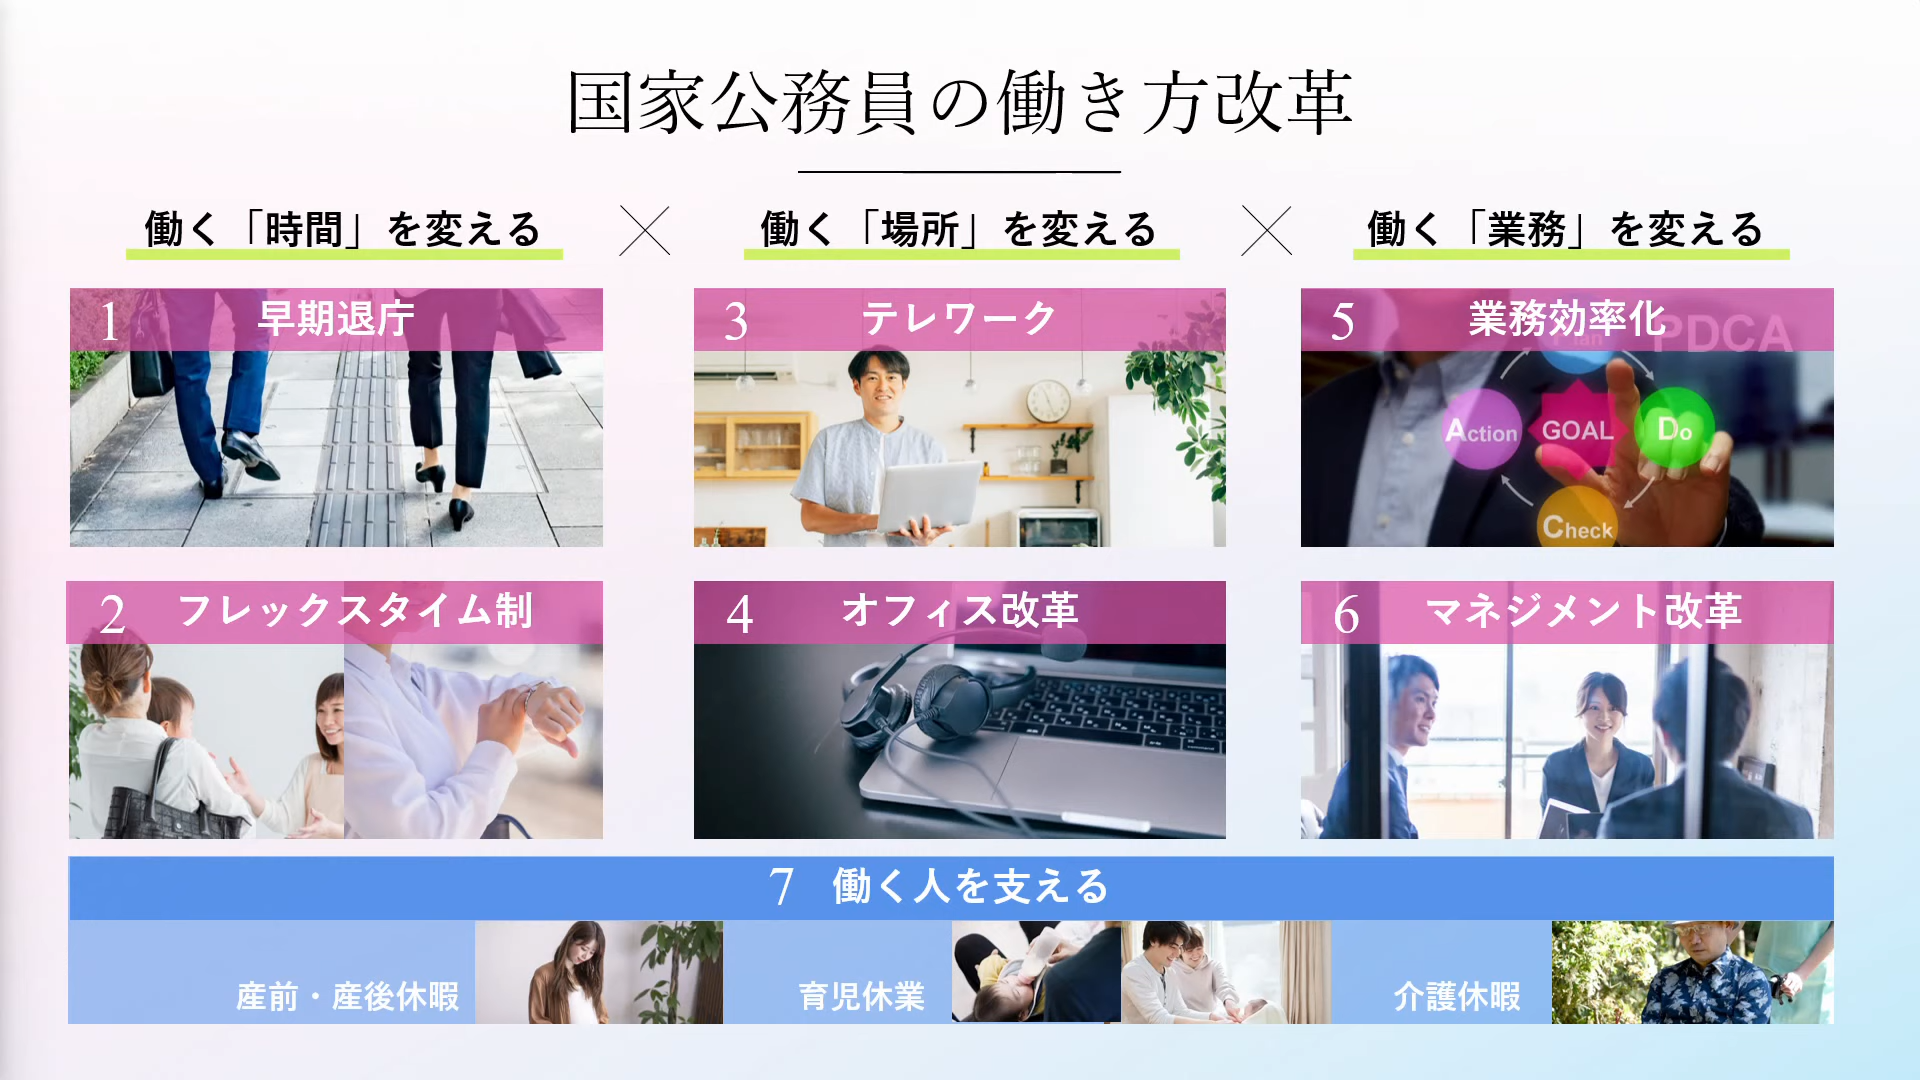 国家公務員の働き方改革
働く「時間」を変える
働く「場所」を変える
働く「業務」を変える
1 早期退庁
3 テレワーク
5 業務効率化
PDCA
Plan
Action
GOAL
Do
Check
2 フレックスタイム制
4 オフィス改革
6 マネジメント改革
7 働く人を支える
産前・産後休暇
育児休業
介護休暇